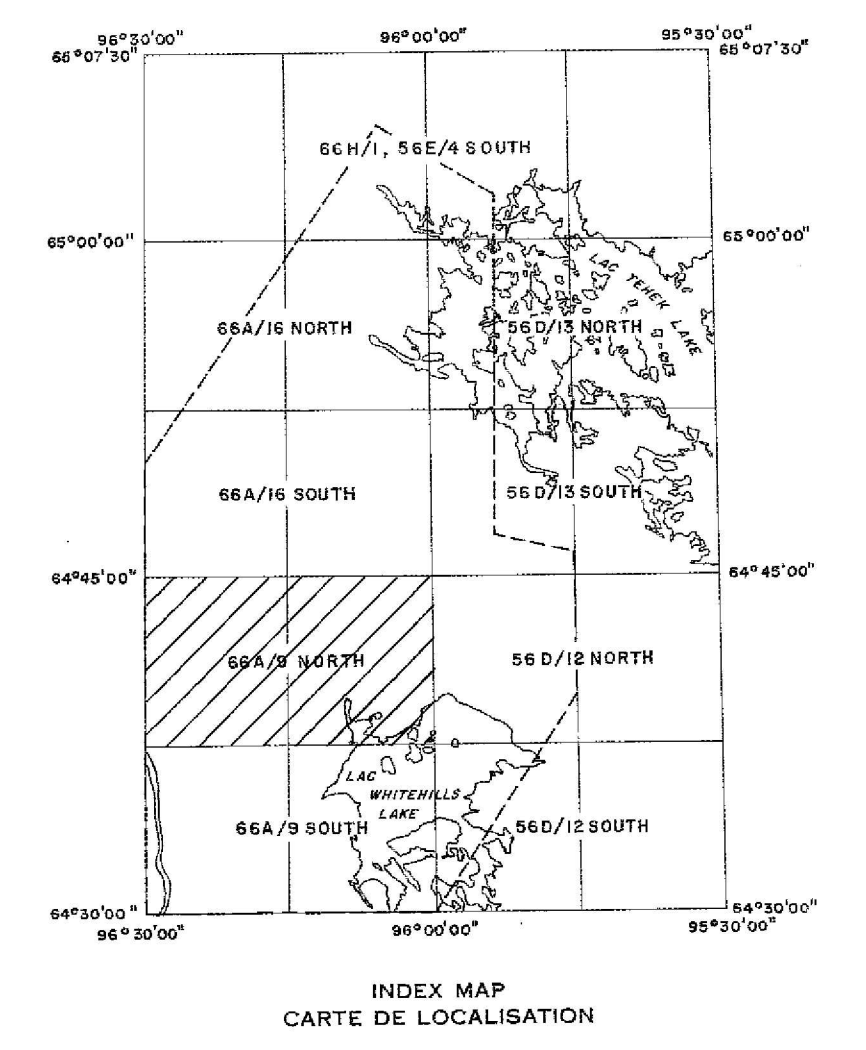 96°30'00"
96°00'00"
95°30'00"
65°07'30"
65°07'30"
66H/1, 56E/4 SOUTH
65°00'00"
65°00'00"
LAC TEHEK LAKE
66A/16 NORTH
56D/13 NORTH
66A/16 SOUTH
56D/13 SOUTH
64°45'00"
64°45'00"
66A/9 NORTH
56D/12 NORTH
LAC
WHITEHILLS
LAKE
66A/9 SOUTH
56D/12 SOUTH
64°30'00"
64°30'00"
96°30'00"
96°00'00"
95°30'00"
INDEX MAP
CARTE DE LOCALISATION